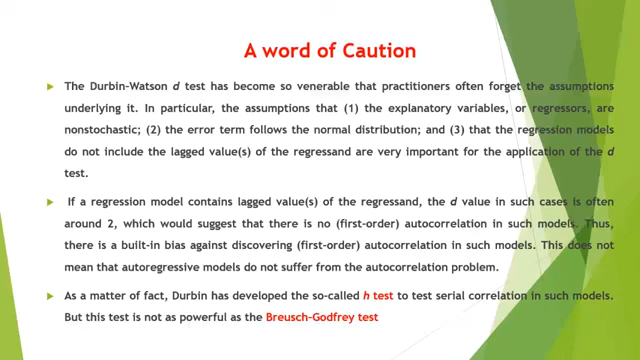 A word of Caution
The Durbin–Watson d test has become so venerable that practitioners often forget the assumptions
underlying it. In particular, the assumptions that (1) the explanatory variables, or regressors, are
nonstochastic; (2) the error term follows the normal distribution; and (3) that the regression models
do not include the lagged value(s) of the regressand are very important for the application of the d
test.
If a regression model contains lagged value(s) of the regressand, the d value in such cases is often
around 2, which would suggest that there is no (first-order) autocorrelation in such models. Thus,
there is a built-in bias against discovering (first-order) autocorrelation in such models. This does not
mean that autoregressive models do not suffer from the autocorrelation problem.
As a matter of fact, Durbin has developed the so-called h test to test serial correlation in such models.
But this test is not as powerful as the Breusch–Godfrey test